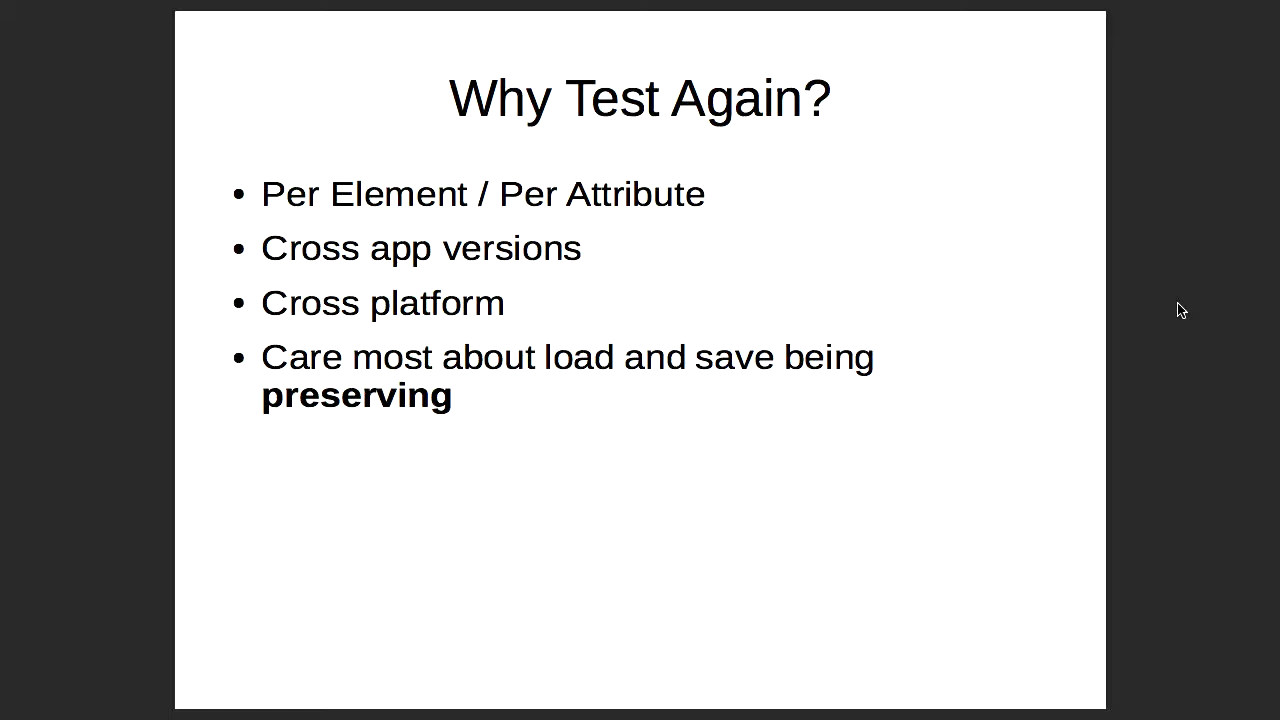 Why Test Again?
• Per Element / Per Attribute
• Cross app versions
• Cross platform
• Care most about load and save being
preserving